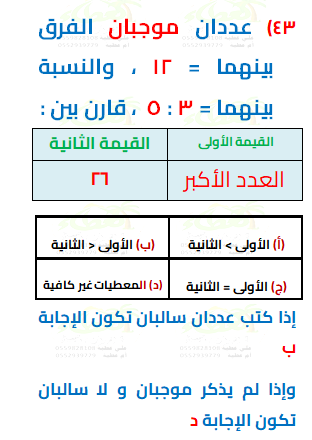 ٤٣) عددان موجبان الفرق
بينهما = ١٢ ، والنسبة
بينهما = ٣ : ٥ ، قارن بين :
القيمة الأولى القيمة الثانية
العدد الأكبر ٢٦
(أ) الأولى > الثانية (ب) الأولى < الثانية
(ج) الأولى = الثانية (د) المعطيات غير كافية
إذا كتب عددان سالبان تكون الإجابة
ب
وإذا لم يذكر موجبان و لا سالبان
تكون الإجابة د